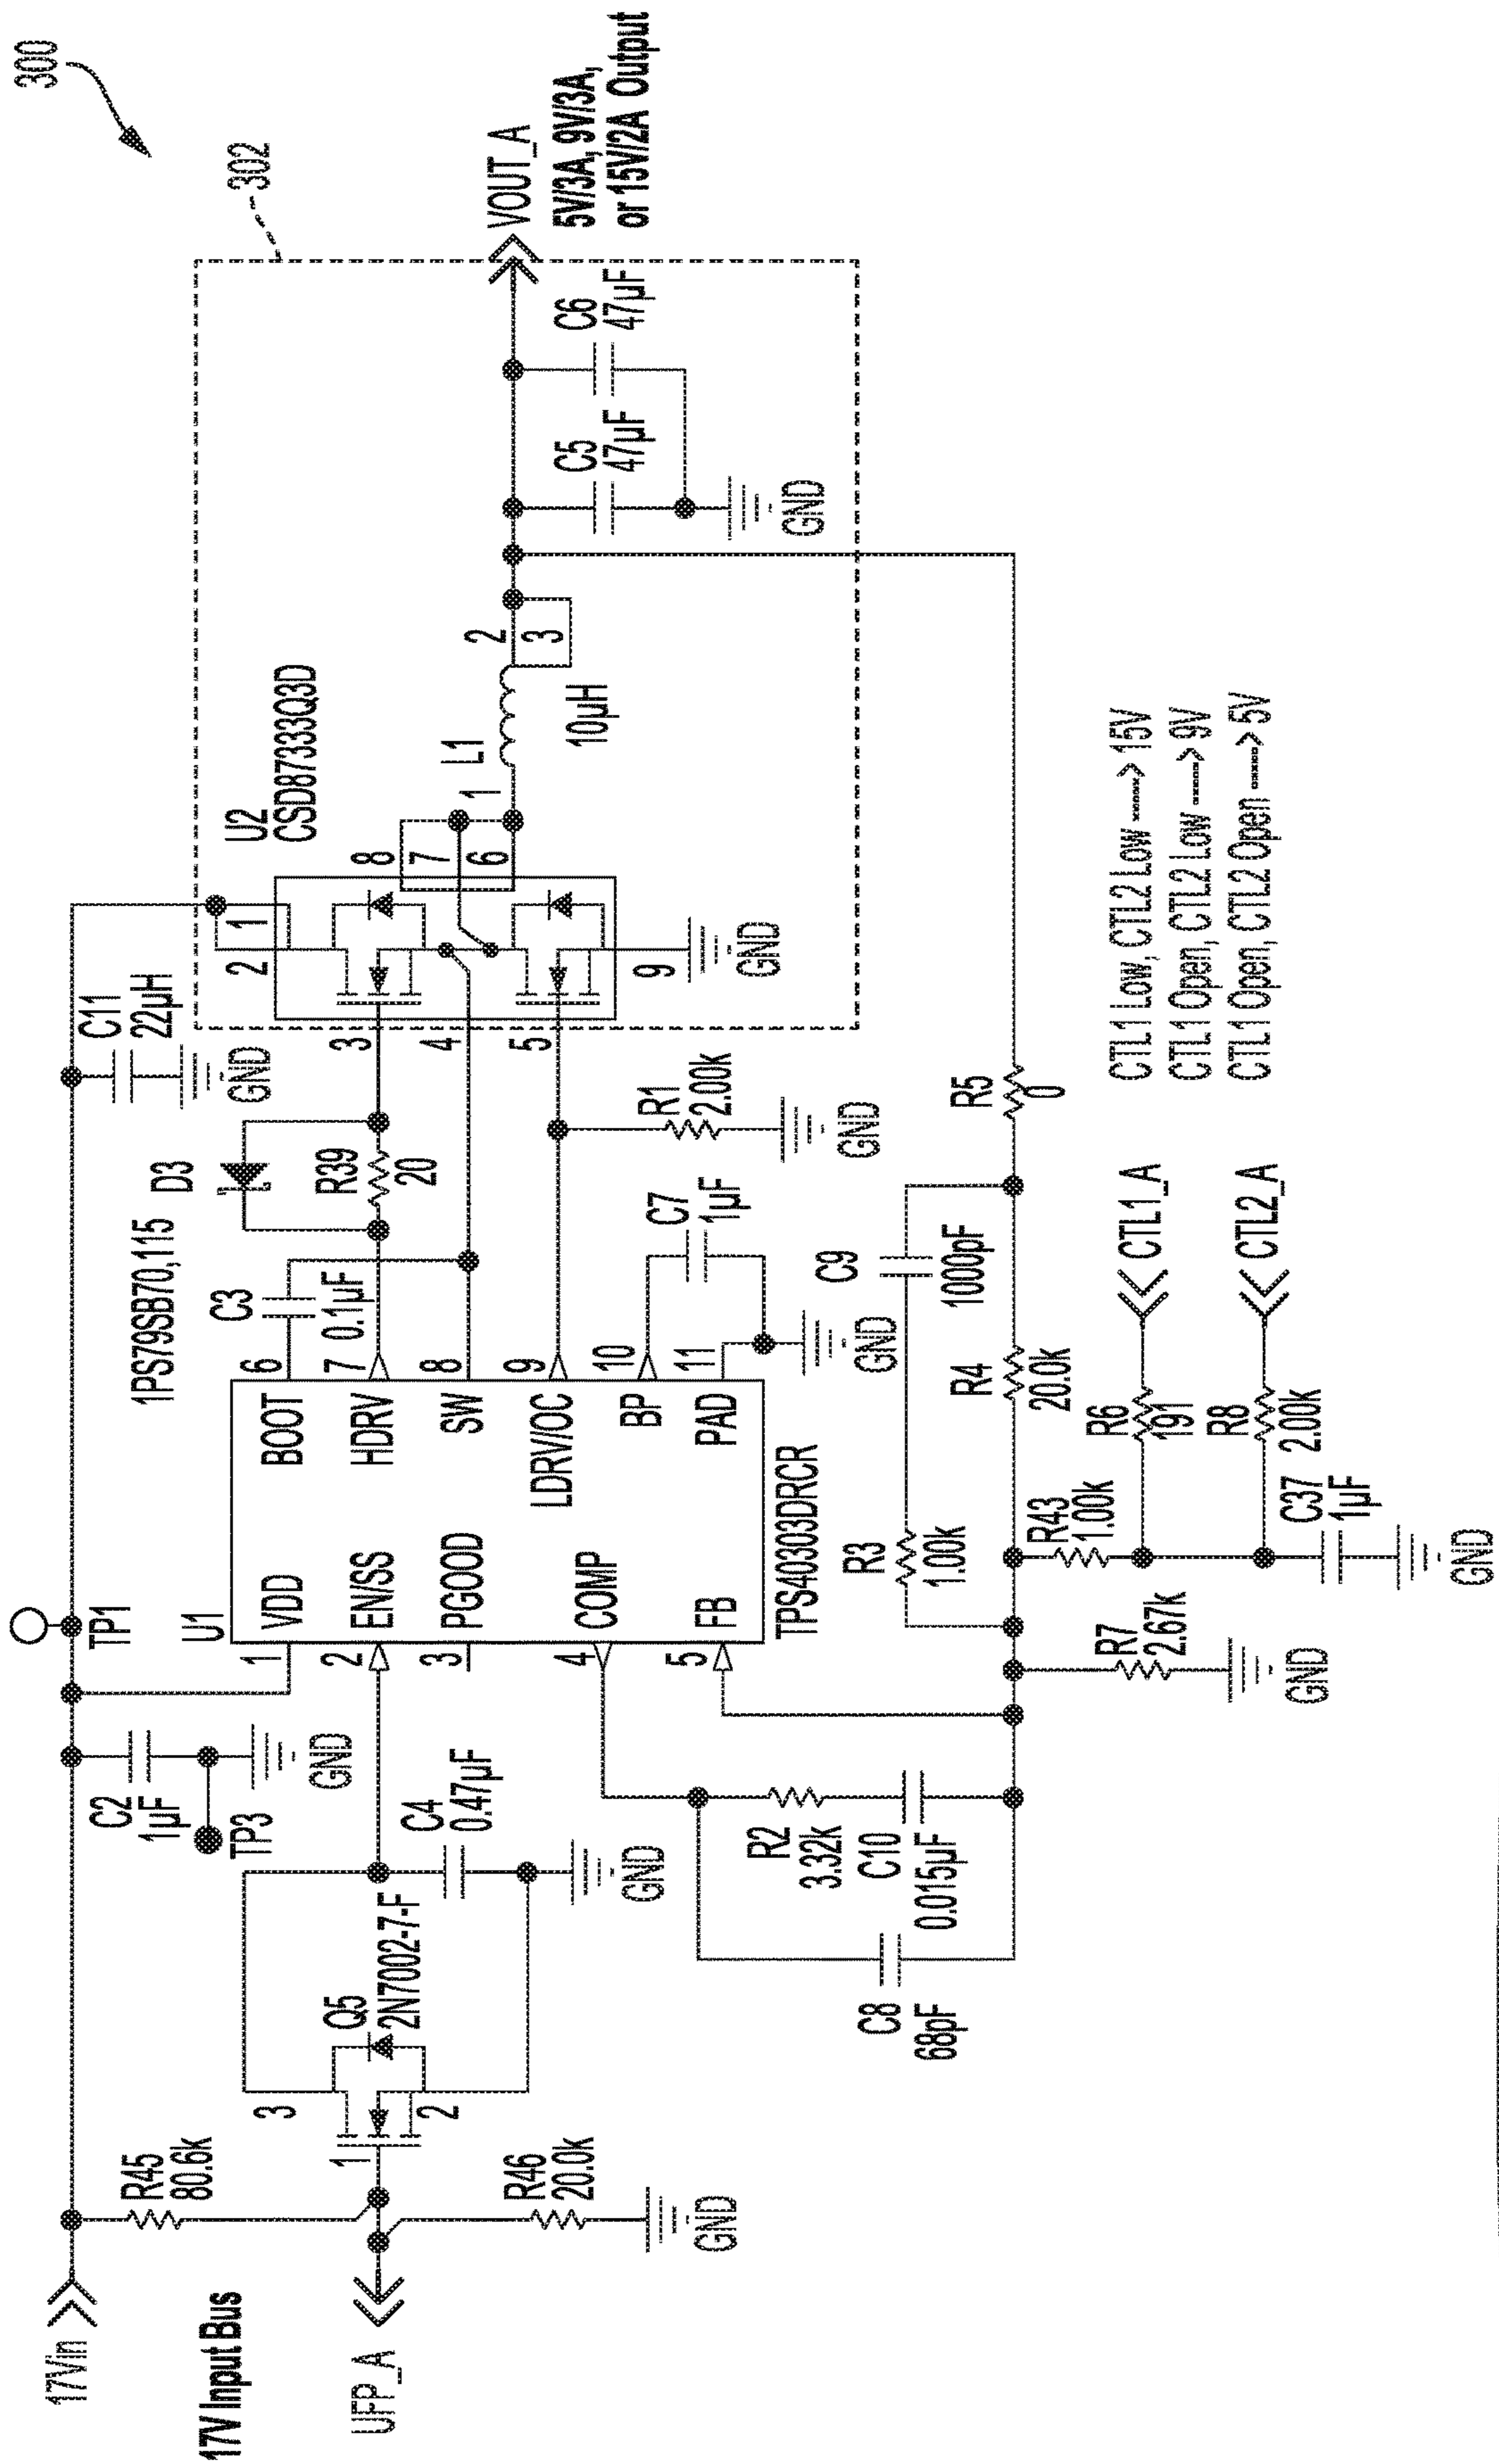 300
302
17Vin
17V Input Bus
UFP_A
R45
80.6k
R46
20.0k
GND
1
2
3
Q5
2N7002-7-F
C4
0.47µF
GND
C2
1µF
TP3
GND
TP1
U1
1
VDD
2
EN/SS
3
PGOOD
4
COMP
5
FB
BOOT
6
HDRV
7
SW
8
LDRV/OC
9
BP
10
PAD
11
TPS40303DRCR
C3
0.1µF
1PS79SB70,115
D3
R39
20
C11
22µH
GND
R1
2.00k
GND
C7
1µF
GND
U2
CSD87333Q3D
1
2
3
4
5
6
7
8
9
GND
L1
10µH
1
2
3
C5
47µF
C6
47µF
GND
VOUT_A
5V/3A, 9V/3A,
or 15V/2A Output
C8
68pF
R2
3.32k
C10
0.015µF
R3
1.00k
C9
1000pF
R4
20.0k
R5
0
R7
2.67k
GND
R43
1.00k
R6
191
CTL1_A
R8
2.00k
CTL2_A
C37
1µF
GND
CTL1 Low, CTL2 Low ----> 15V
CTL1 Open, CTL2 Low ----> 9V
CTL1 Open, CTL2 Open ----> 5V